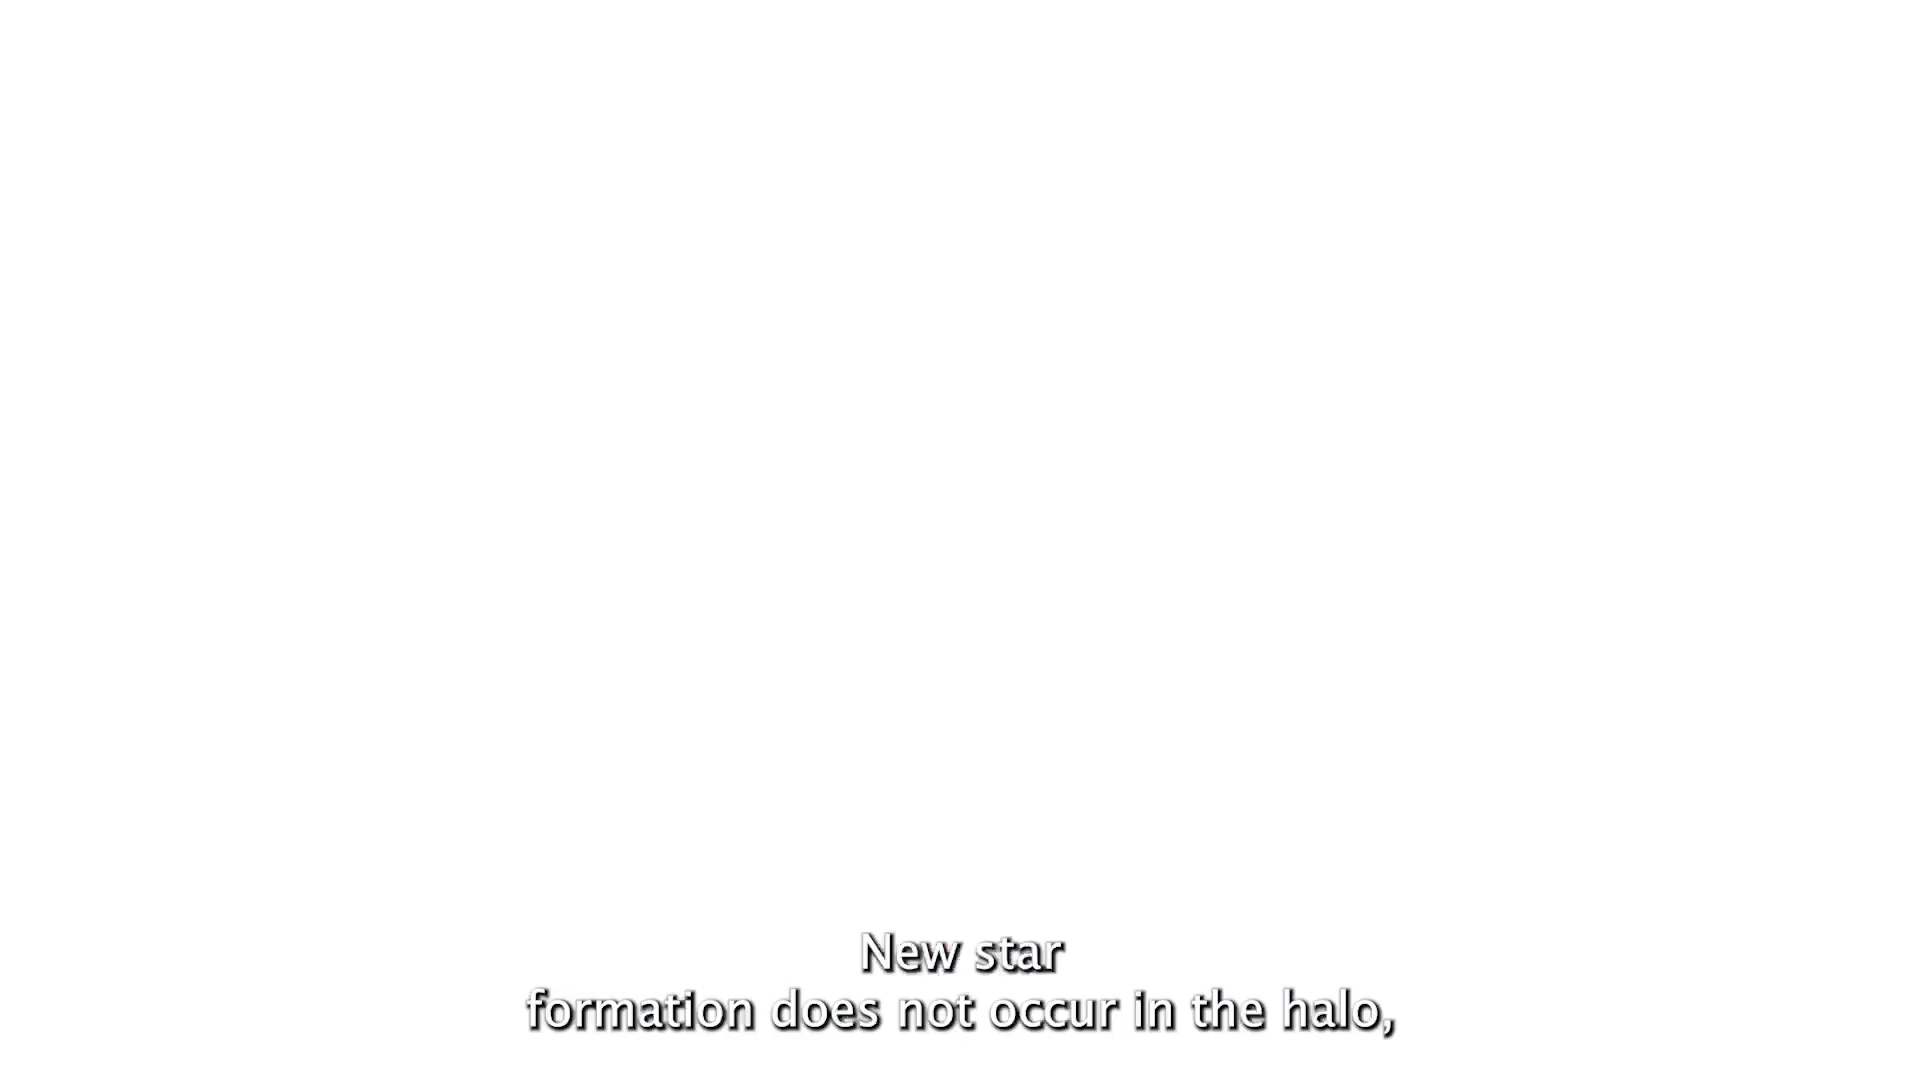 New star
formation does not occur in the halo,